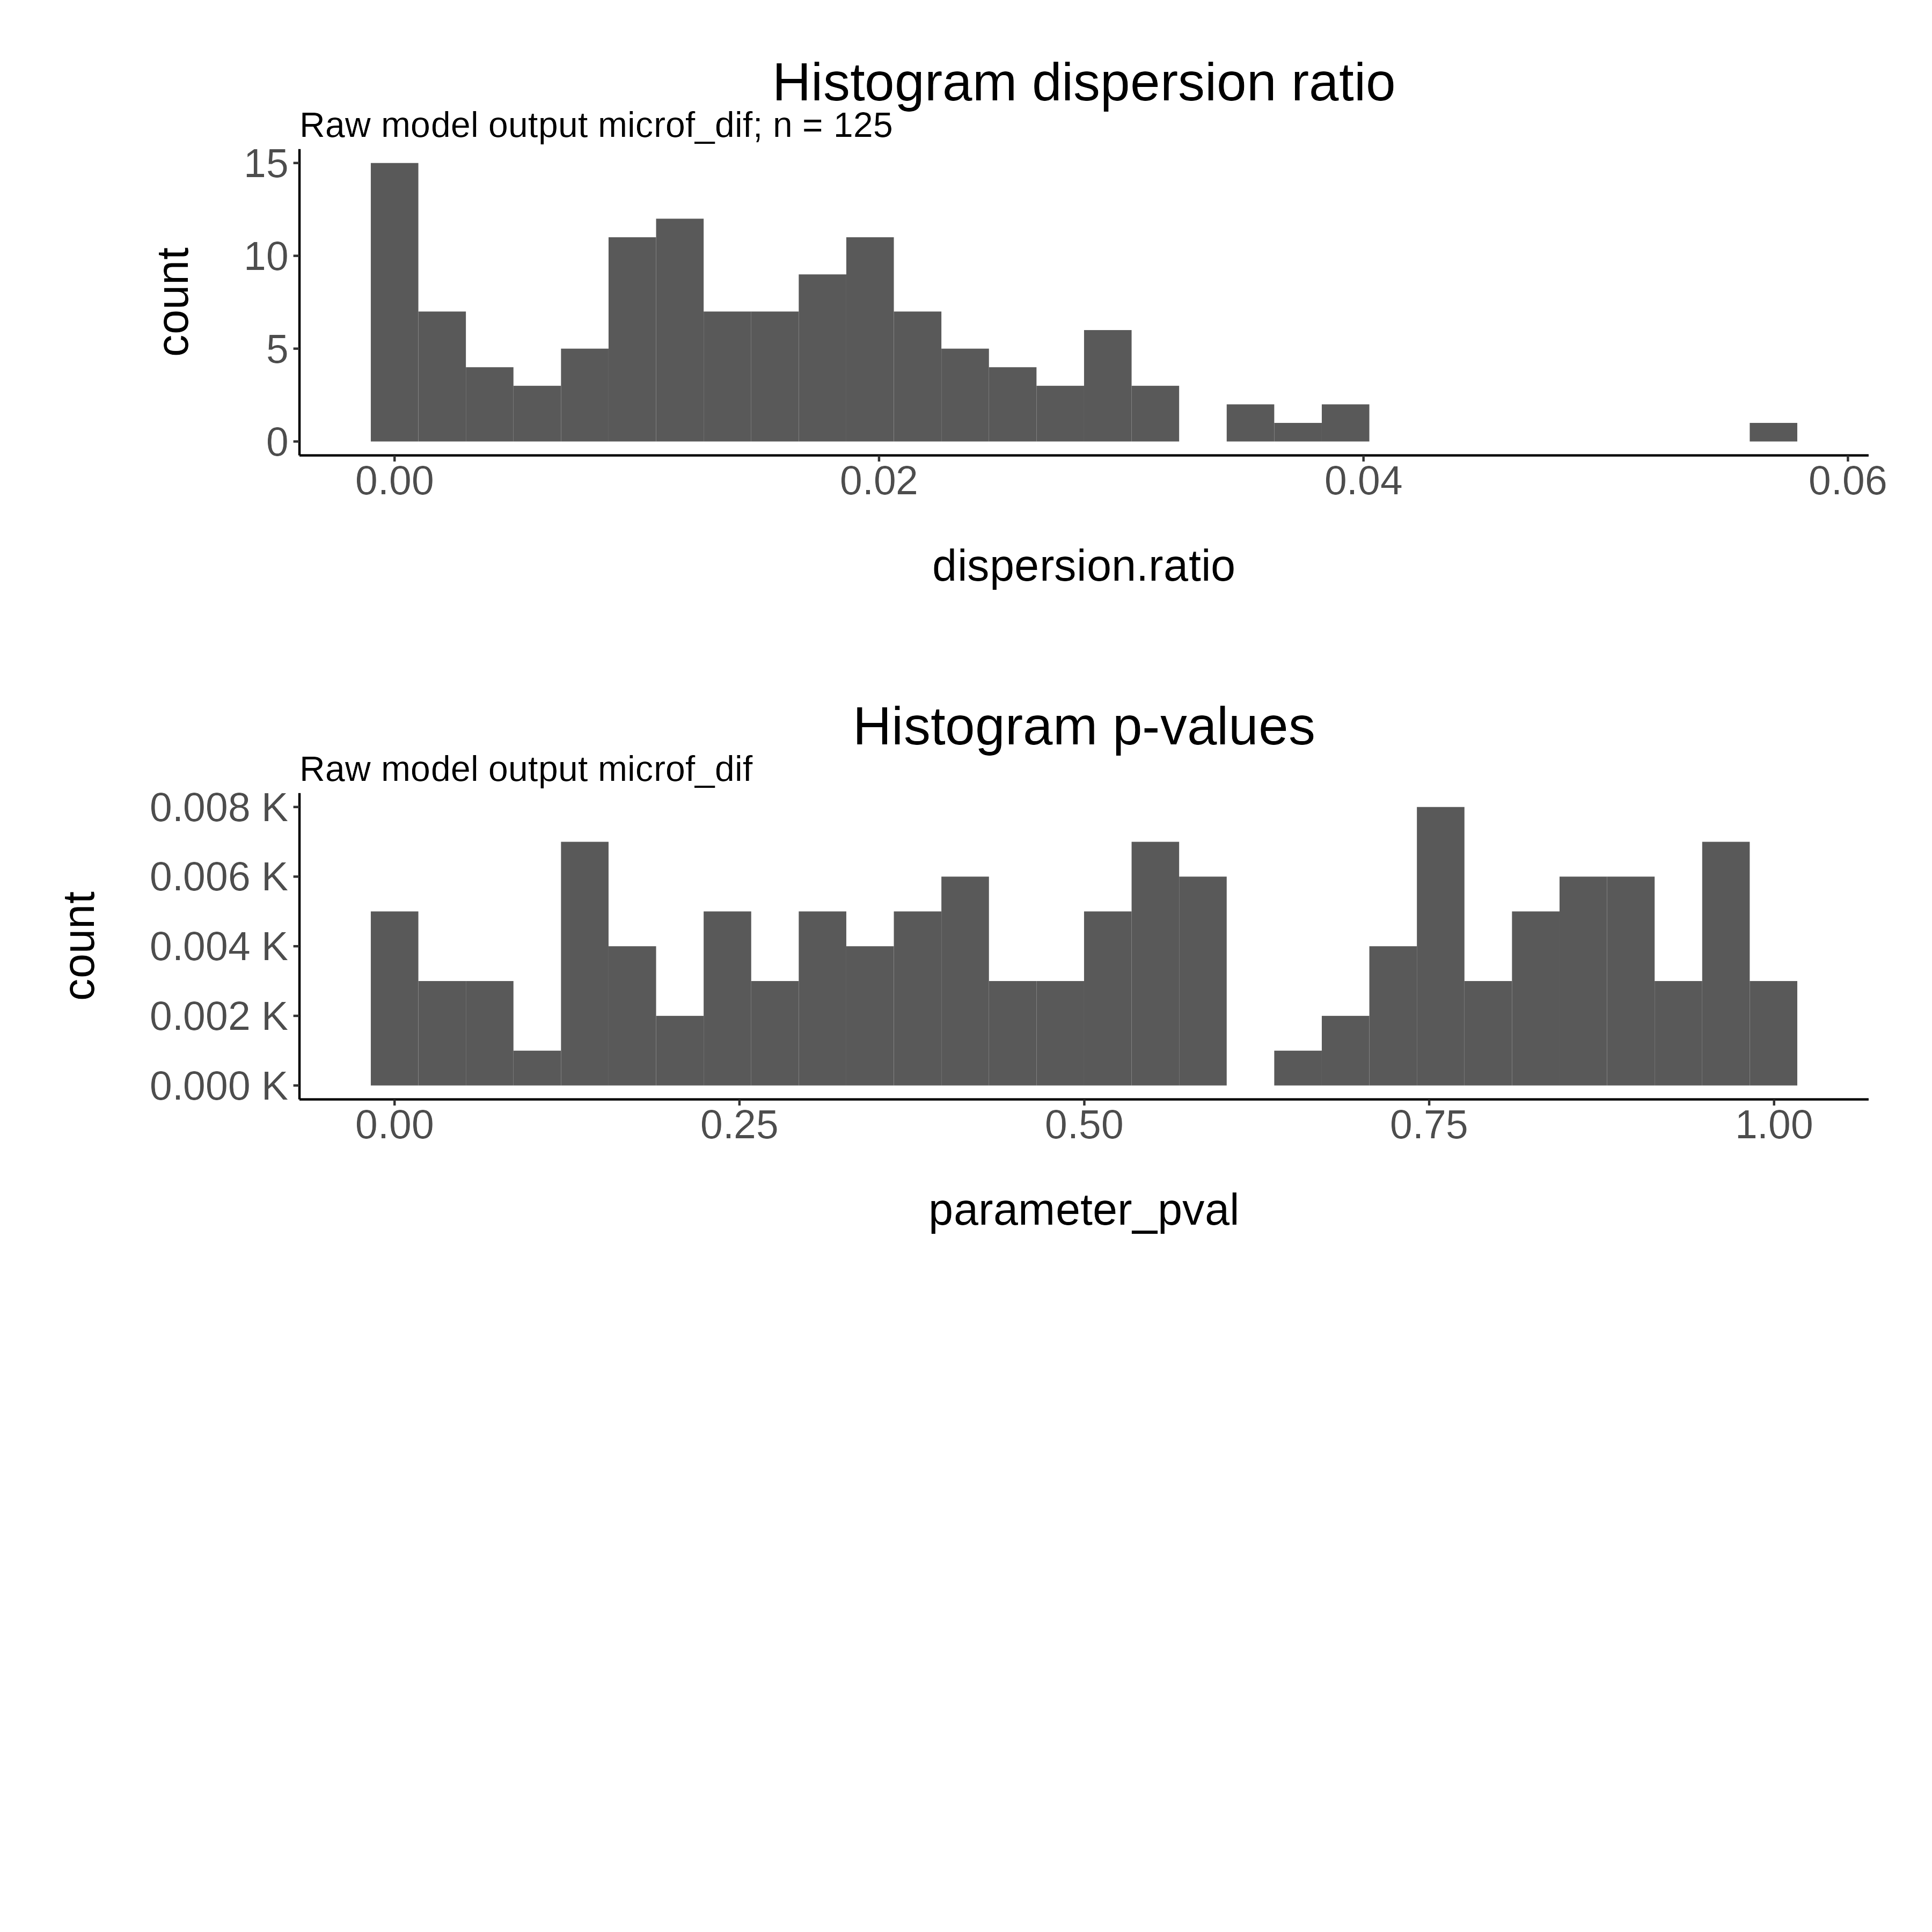 Histogram dispersion ratio
Raw model output microf_dif; n = 125
15
10
5
0
count
0.00 0.02 0.04 0.06
dispersion.ratio
Histogram p-values
Raw model output microf_dif
0.008 K
0.006 K
0.004 K
0.002 K
0.000 K
count
0.00 0.25 0.50 0.75 1.00
parameter_pval